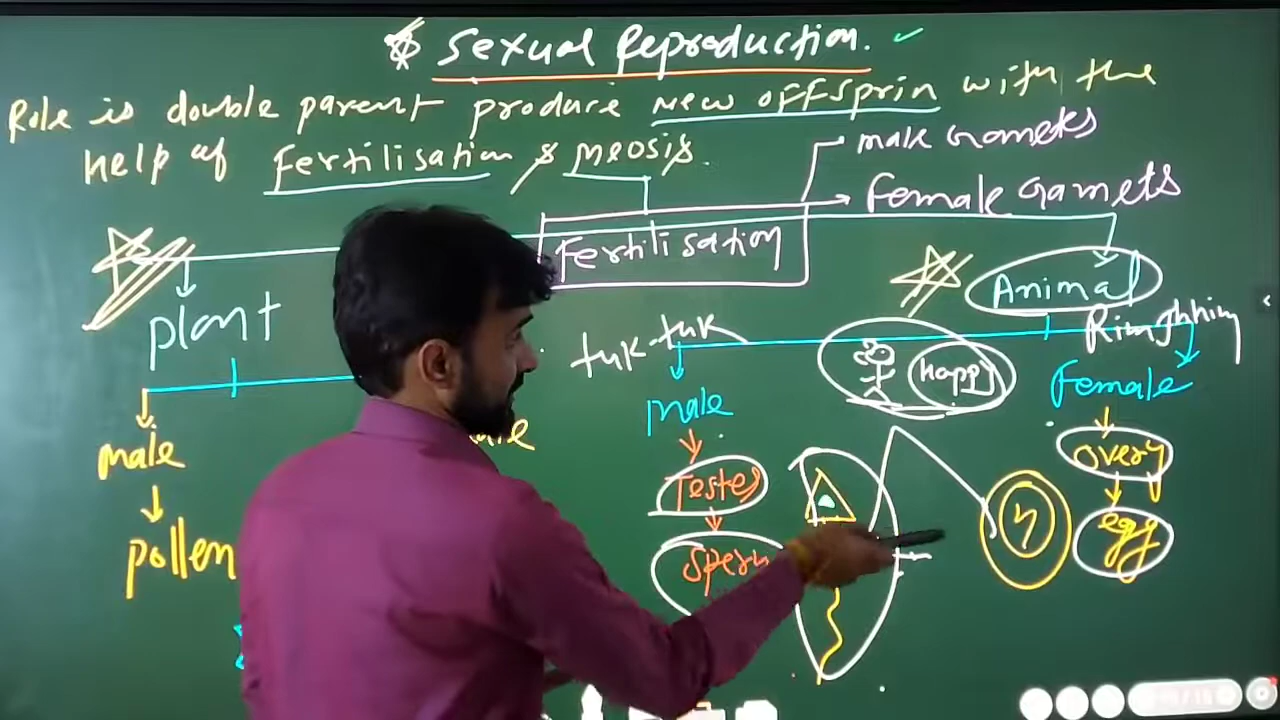 Sexual Reproduction.
Role is double parent produce new offsprin with the
Help of Fertilisation & meosis.
male Gamets
Female Gamets
Fertilisation
plant
Animal
tuk-tuk
Happy
male
Female
male
Testes
overy
pollen
sperm
egg